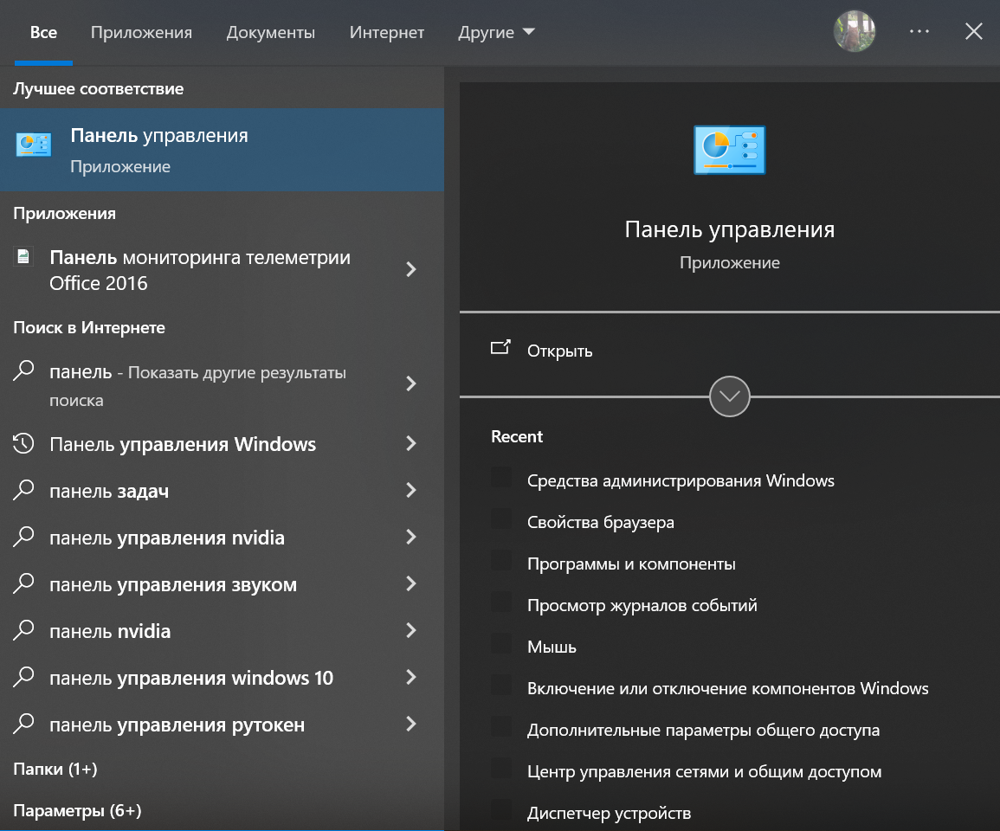 Все Приложения Документы Интернет Другие
Лучшее соответствие
Панель управления
Приложение
Приложения
Панель мониторинга телеметрии
Office 2016
Поиск в Интернете
панель - Показать другие результаты
поиска
Панель управления Windows
панель задач
панель управления nvidia
панель управления звуком
панель nvidia
панель управления windows 10
панель управления рутокен
Папки (1+)
Параметры (6+)
Панель управления
Приложение
Открыть
Recent
Средства администрирования Windows
Свойства браузера
Программы и компоненты
Просмотр журналов событий
Мышь
Включение или отключение компонентов Windows
Дополнительные параметры общего доступа
Центр управления сетями и общим доступом
Диспетчер устройств